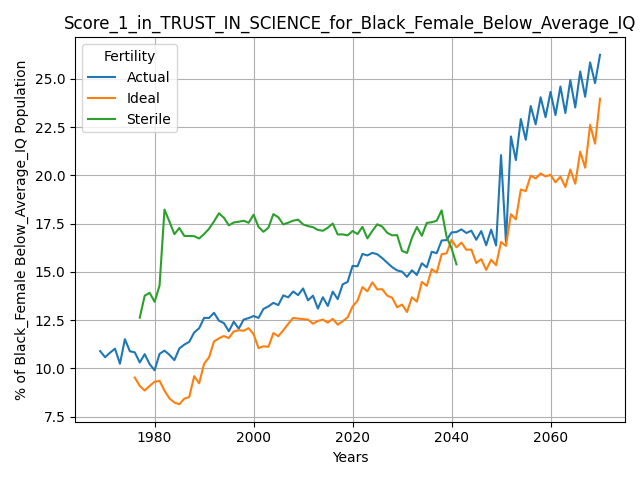 Score_1_in_TRUST_IN_SCIENCE_for_Black_Female_Below_Average_IQ
% of Black_Female Below_Average_IQ Population
Fertility
Actual
Ideal
Sterile
25.0
22.5
20.0
17.5
15.0
12.5
10.0
7.5
1980 2000 2020 2040 2060
Years